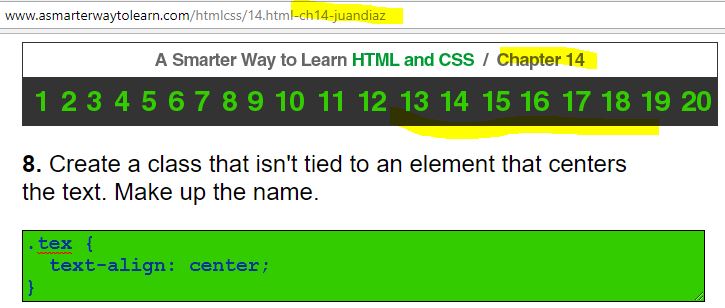 www.asmarterwaytolearn.com/htmlcss/14.html-ch14-juandiaz
A Smarter Way to Learn HTML and CSS / Chapter 14
1 2 3 4 5 6 7 8 9 10 11 12 13 14 15 16 17 18 19 20
8. Create a class that isn't tied to an element that centers
the text. Make up the name.
.tex {
  text-align: center;
}